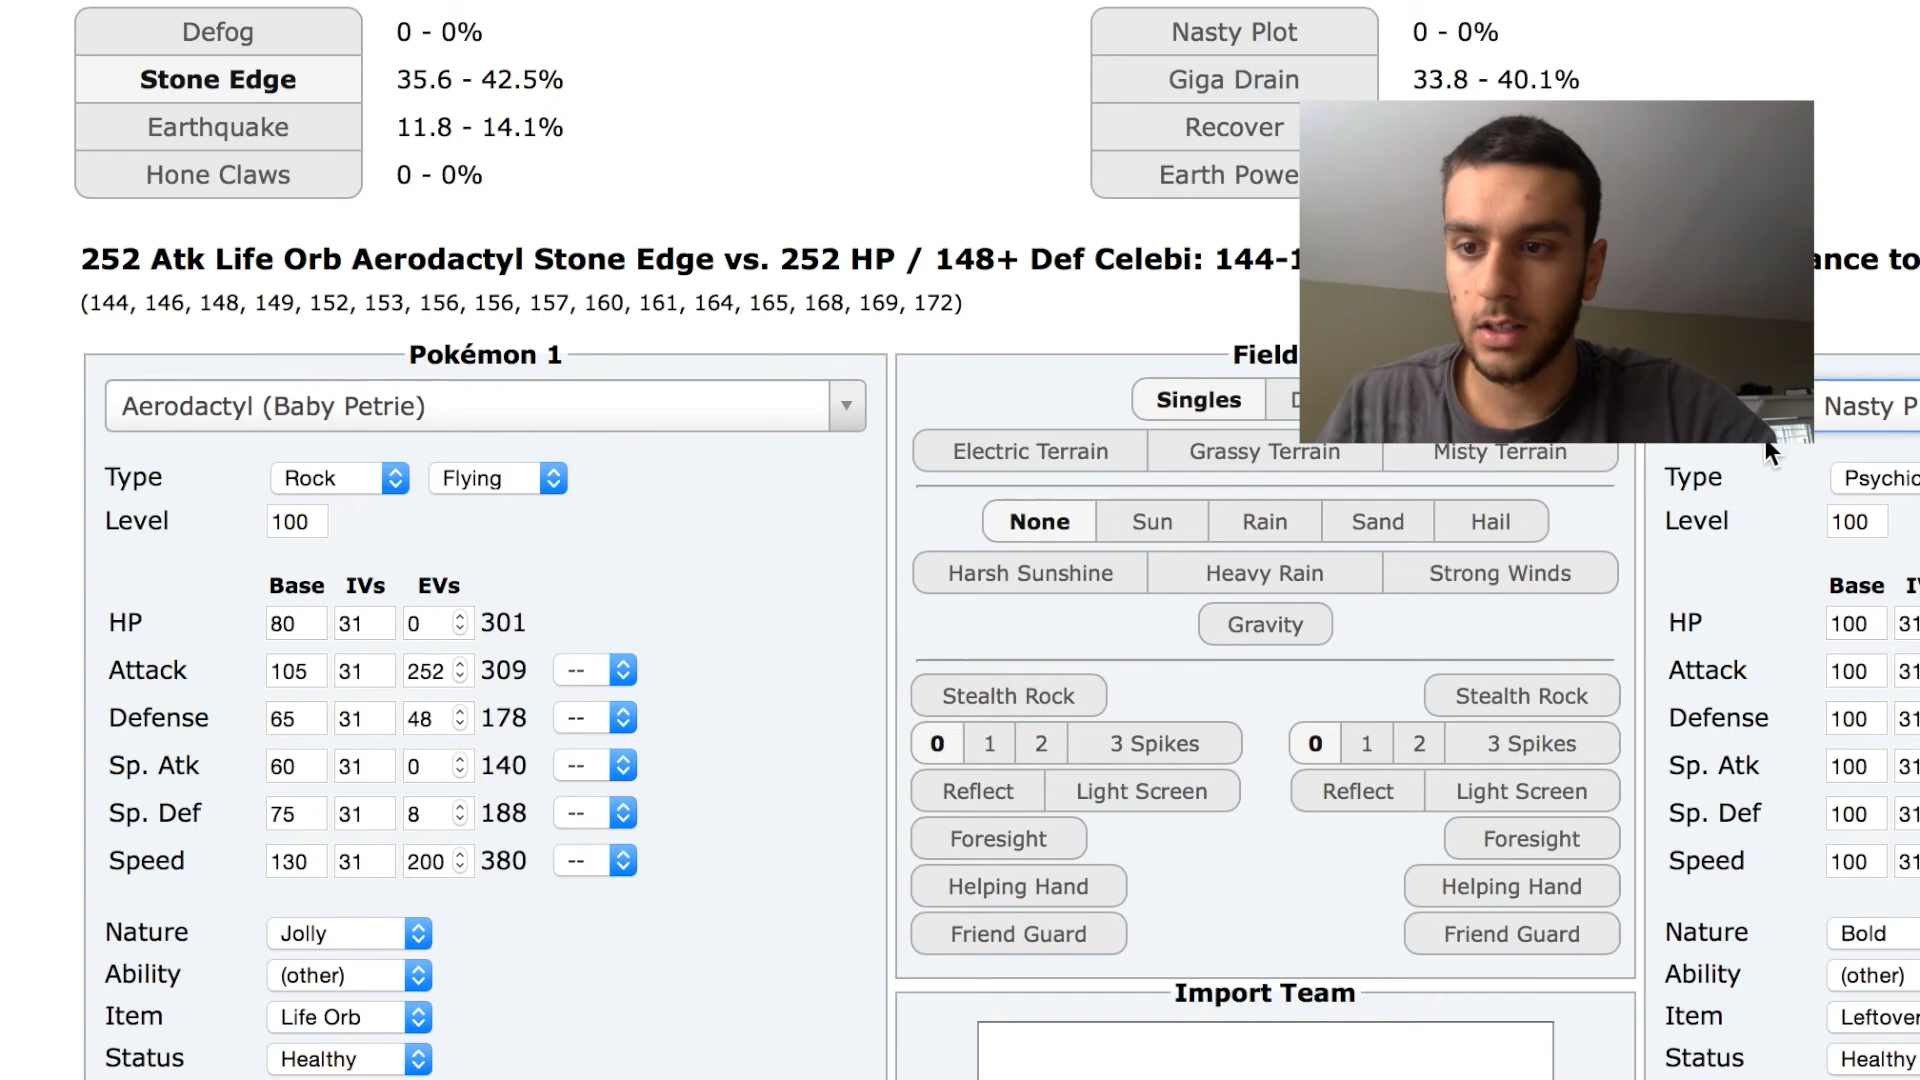 Defog 0 - 0%
Stone Edge 35.6 - 42.5%
Earthquake 11.8 - 14.1%
Hone Claws 0 - 0%
Nasty Plot 0 - 0%
Giga Drain 33.8 - 40.1%
Recover
Earth Powe
252 Atk Life Orb Aerodactyl Stone Edge vs. 252 HP / 148+ Def Celebi: 144-1 ance to
(144, 146, 148, 149, 152, 153, 156, 156, 157, 160, 161, 164, 165, 168, 169, 172)
Pokémon 1
Aerodactyl (Baby Petrie)
Type Rock Flying
Level 100
Base IVs EVs
HP 80 31 0 301
Attack 105 31 252 309 --
Defense 65 31 48 178 --
Sp. Atk 60 31 0 140 --
Sp. Def 75 31 8 188 --
Speed 130 31 200 380 --
Nature Jolly
Ability (other)
Item Life Orb
Status Healthy
Field
Singles D
Electric Terrain Grassy Terrain Misty Terrain
None Sun Rain Sand Hail
Harsh Sunshine Heavy Rain Strong Winds
Gravity
Stealth Rock Stealth Rock
0 1 2 3 Spikes 0 1 2 3 Spikes
Reflect Light Screen Reflect Light Screen
Foresight Foresight
Helping Hand Helping Hand
Friend Guard Friend Guard
Import Team
Nasty P
Type Psychic
Level 100
Base IV
HP 100 31
Attack 100 31
Defense 100 31
Sp. Atk 100 31
Sp. Def 100 31
Speed 100 31
Nature Bold
Ability (other)
Item Leftover
Status Healthy